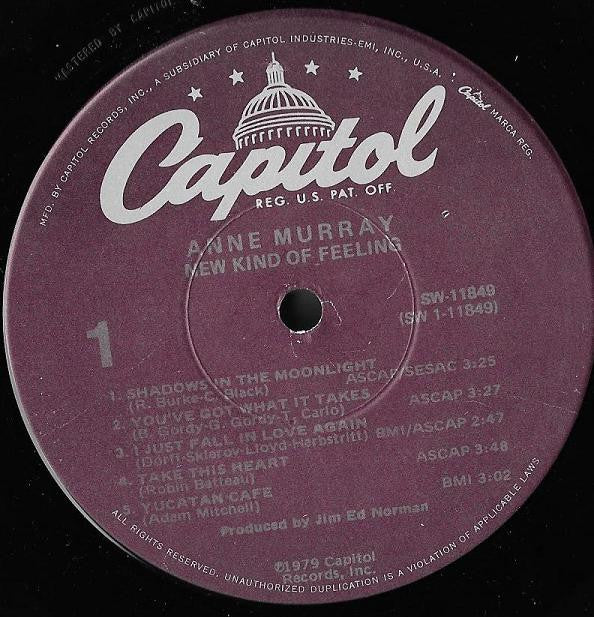 MASTERED BY CAPITOL
MFD. BY CAPITOL RECORDS, INC., A SUBSIDIARY OF CAPITOL INDUSTRIES-EMI, INC., U.S.A. • Capitol MARCA REG.
Capitol
REG. U.S. PAT. OFF.
ANNE MURRAY
NEW KIND OF FEELING
SW-11849
(SW 1-11849)
1
1. SHADOWS IN THE MOONLIGHT
(R. Burke-C. Black) ASCAP/SESAC 3:25
2. YOU'VE GOT WHAT IT TAKES
(B. Gordy-G. Gordy-T. Carlo) ASCAP 3:27
3. I JUST FALL IN LOVE AGAIN
(Dorff-Sklerov-Lloyd-Herbstritt) BMI/ASCAP 2:47
4. TAKE THIS HEART
(Robin Batteau) ASCAP 3:48
5. YUCATAN CAFE
(Adam Mitchell) BMI 3:02
Produced by Jim Ed Norman
℗1979 Capitol
Records, Inc.
ALL RIGHTS RESERVED. UNAUTHORIZED DUPLICATION IS A VIOLATION OF APPLICABLE LAWS